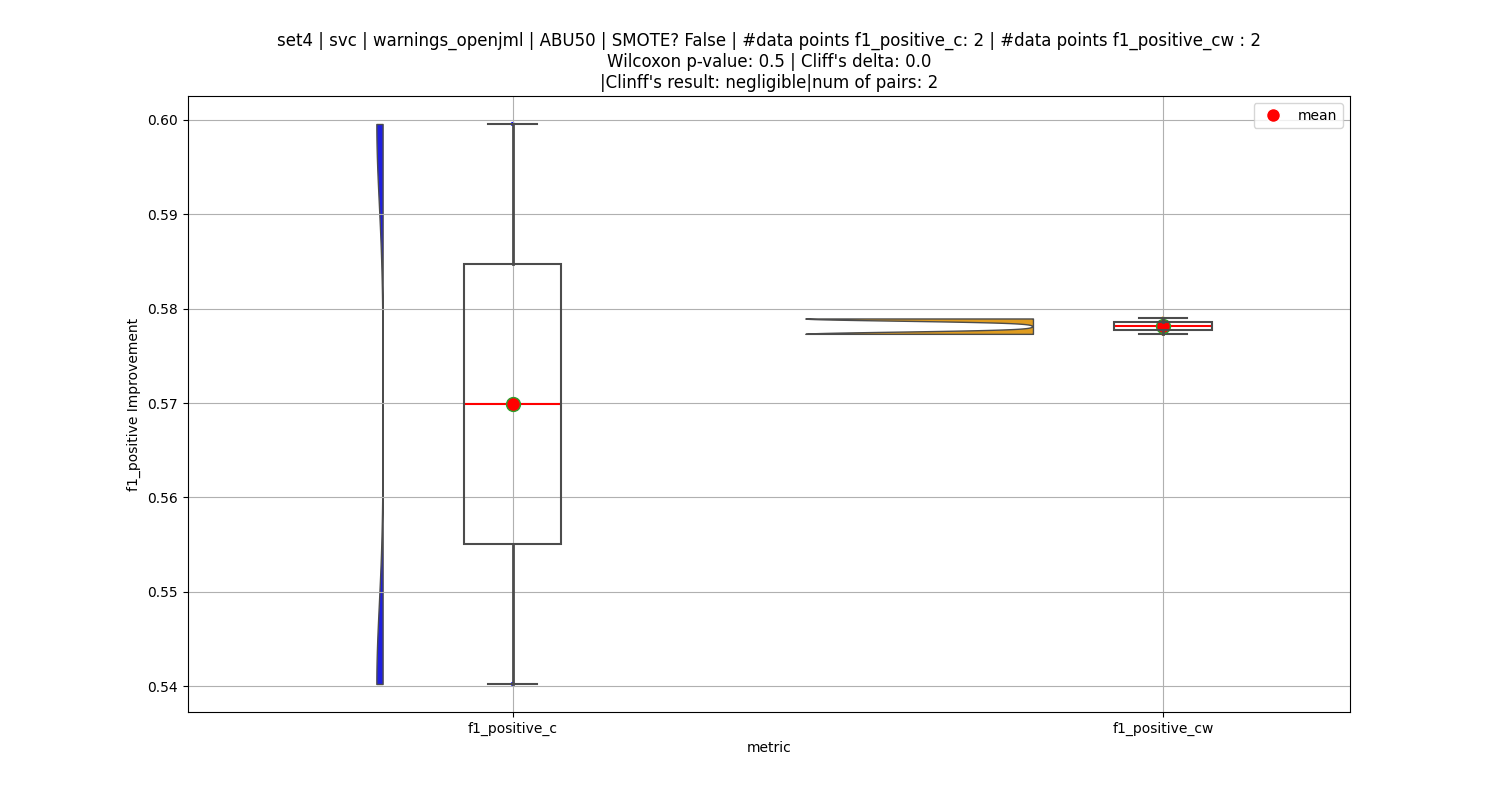 set4 | svc | warnings_openjml | ABU50 | SMOTE? False | #data points f1_positive_c: 2 | #data points f1_positive_cw : 2
Wilcoxon p-value: 0.5 | Cliff's delta: 0.0
|Clinff's result: negligible|num of pairs: 2
mean
0.60
0.59
0.58
0.57
0.56
0.55
0.54
f1_positive Improvement
f1_positive_c
f1_positive_cw
metric